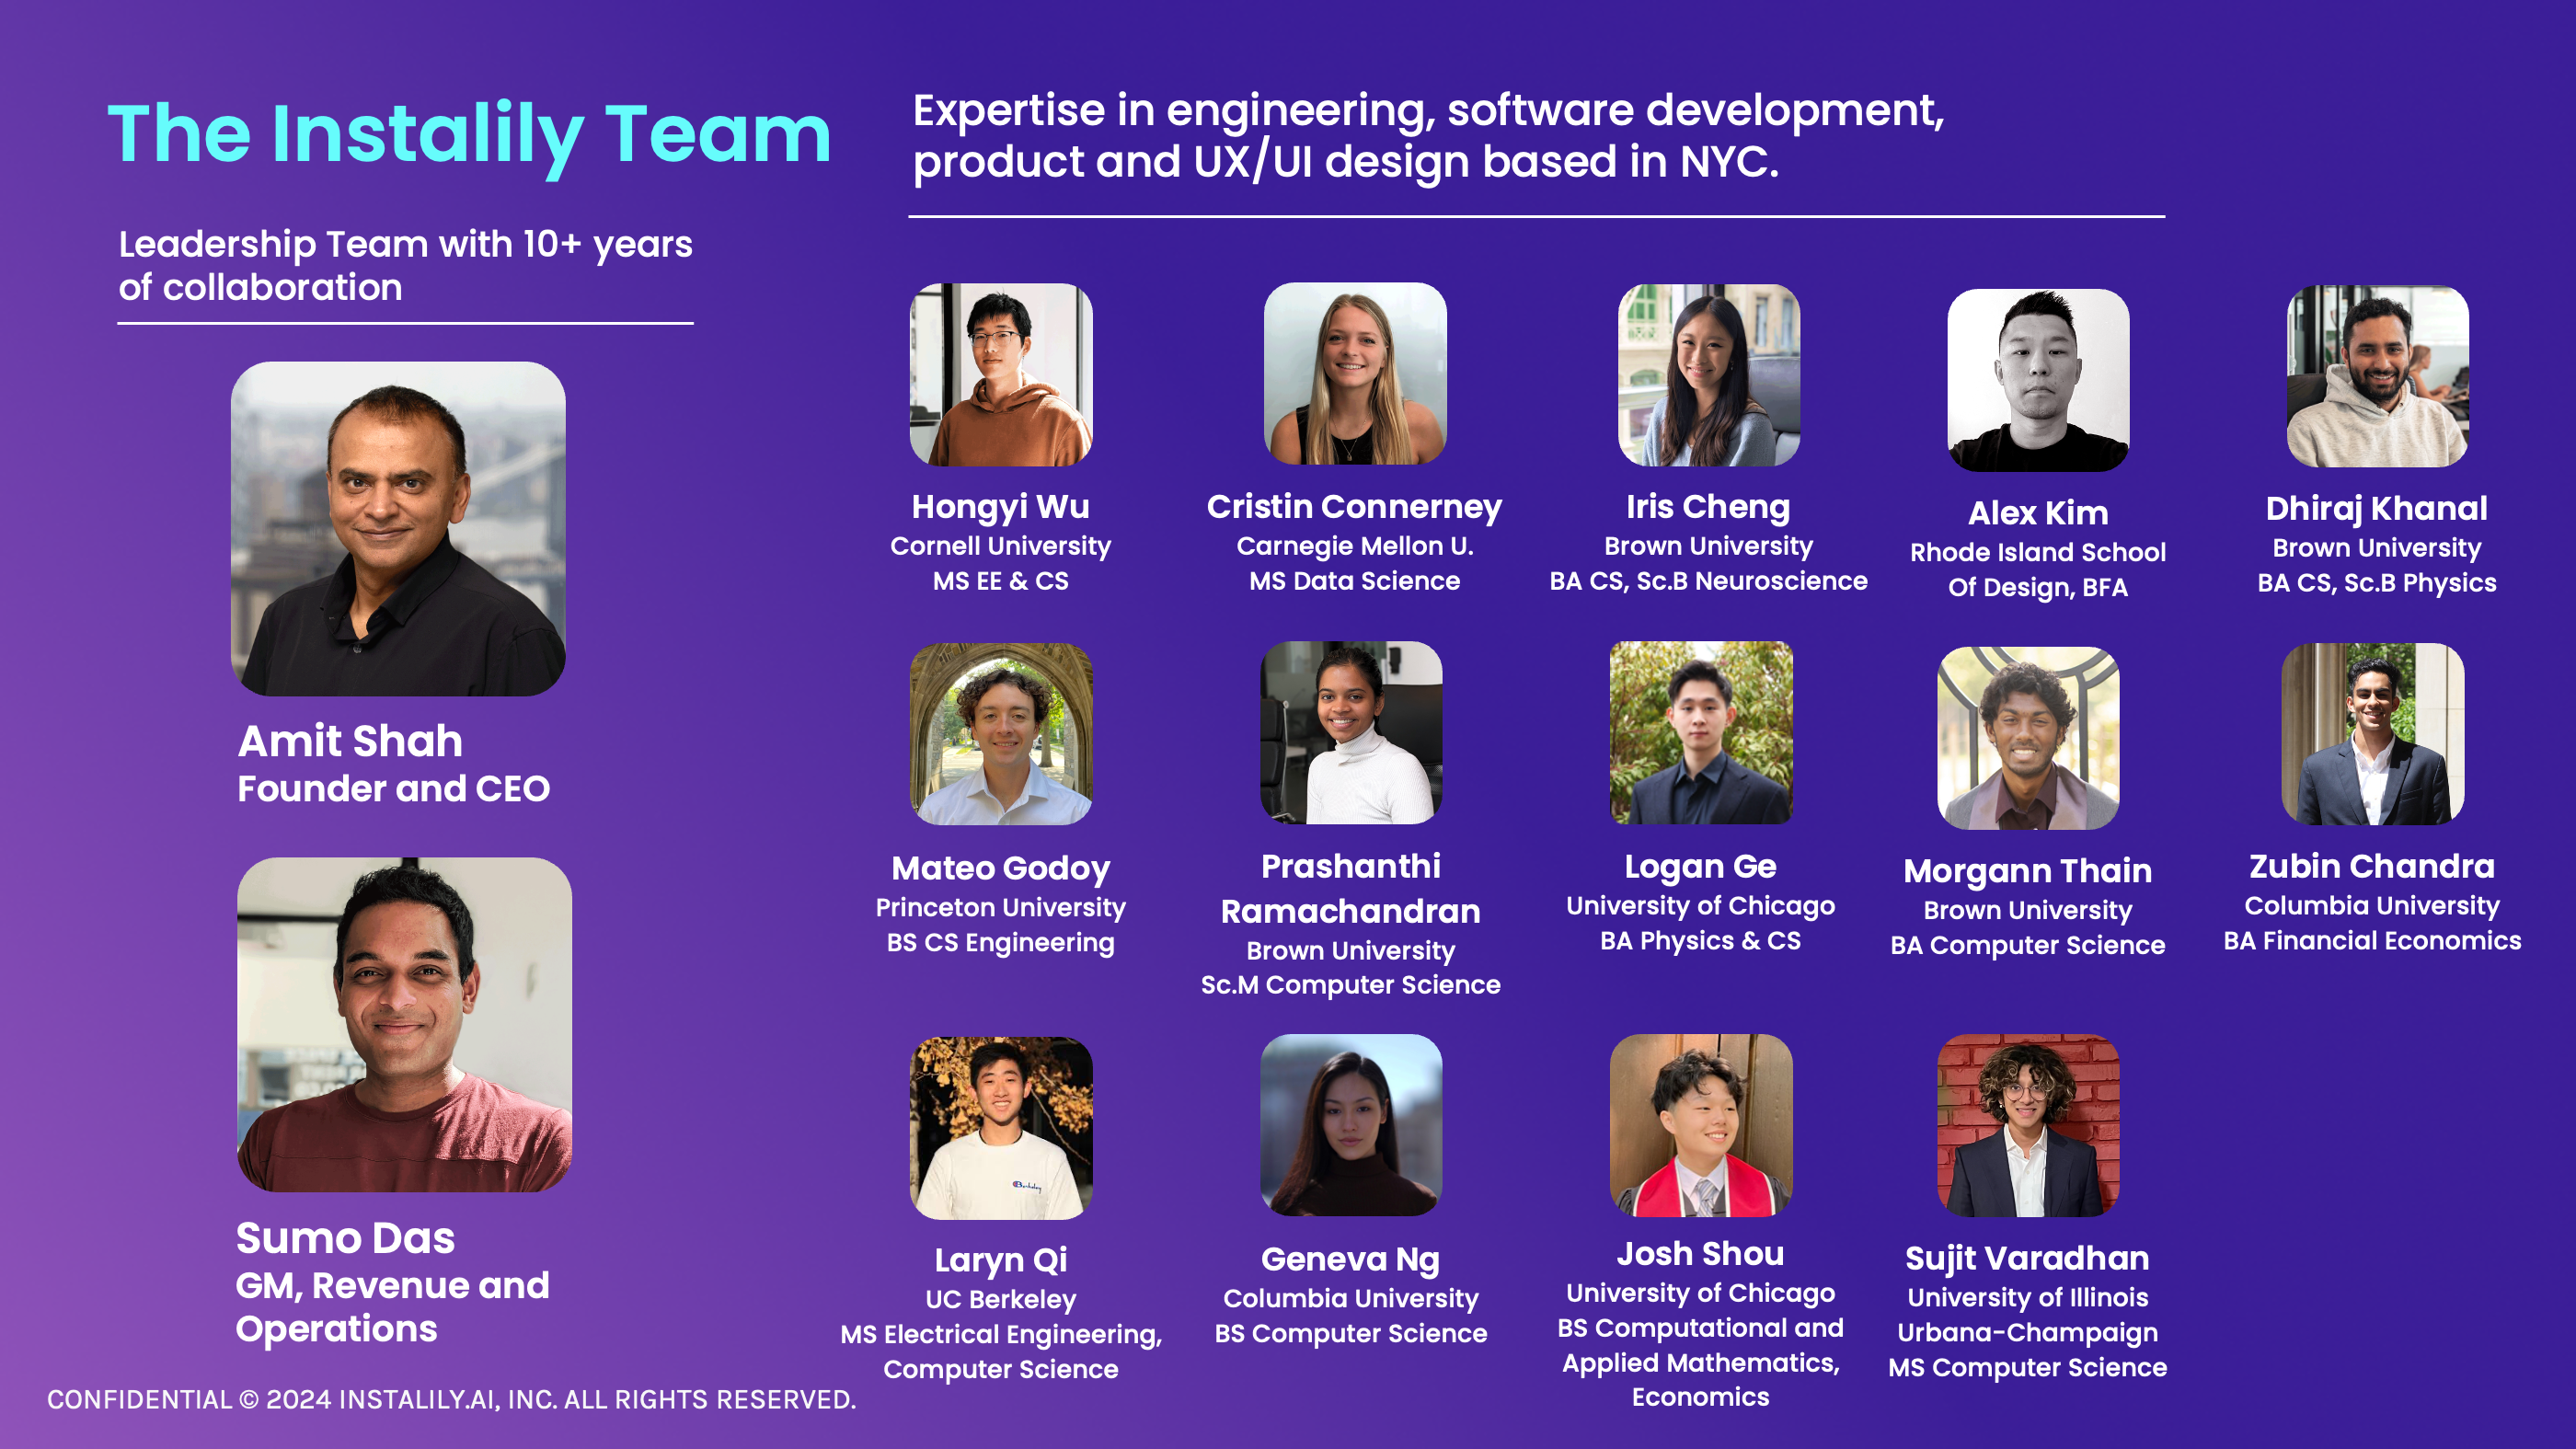 The Instalily Team
Leadership Team with 10+ years
of collaboration
Amit Shah
Founder and CEO
Sumo Das
GM, Revenue and
Operations
Expertise in engineering, software development,
product and UX/UI design based in NYC.
Hongyi Wu
Cornell University
MS EE & CS
Cristin Connerney
Carnegie Mellon U.
MS Data Science
Iris Cheng
Brown University
BA CS, Sc.B Neuroscience
Alex Kim
Rhode Island School
Of Design, BFA
Dhiraj Khanal
Brown University
BA CS, Sc.B Physics
Mateo Godoy
Princeton University
BS CS Engineering
Prashanthi
Ramachandran
Brown University
Sc.M Computer Science
Logan Ge
University of Chicago
BA Physics & CS
Morgann Thain
Brown University
BA Computer Science
Zubin Chandra
Columbia University
BA Financial Economics
Berkeley
Laryn Qi
UC Berkeley
MS Electrical Engineering,
Computer Science
Geneva Ng
Columbia University
BS Computer Science
Josh Shou
University of Chicago
BS Computational and
Applied Mathematics,
Economics
Sujit Varadhan
University of Illinois
Urbana-Champaign
MS Computer Science
CONFIDENTIAL © 2024 INSTALILY.AI, INC. ALL RIGHTS RESERVED.